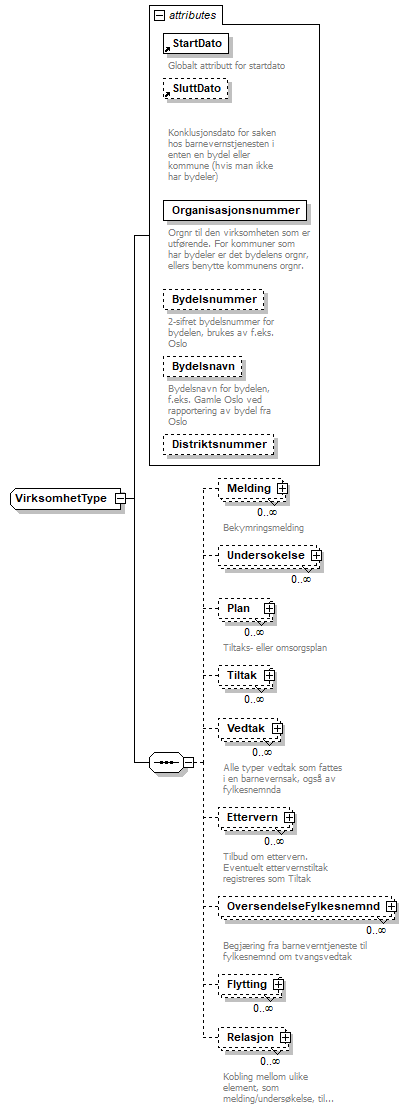 attributes
StartDato
Globalt attributt for startdato
SluttDato
Konklusjonsdato for saken
hos barnevernstjenesten i
enten en bydel eller
kommune (hvis man ikke
har bydeler)
Organisasjonsnummer
Orgnr til den virksomheten som er
utførende. For kommuner som
har bydeler er det bydelens orgnr,
ellers benytte kommunens orgnr.
Bydelsnummer
2-sifret bydelsnummer for
bydelen, brukes av f.eks.
Oslo
Bydelsnavn
Bydelsnavn for bydelen,
f.eks. Gamle Oslo ved
rapportering av bydel fra
Oslo
Distriktsnummer
VirksomhetType
Melding
0..∞
Bekymringsmelding
Undersokelse
0..∞
Plan
0..∞
Tiltaks- eller omsorgsplan
Tiltak
0..∞
Vedtak
0..∞
Alle typer vedtak som fattes
i en barnevernsak, også av
fylkesnemnda
Ettervern
0..∞
Tilbud om ettervern.
Eventuelt ettervernstiltak
registreres som Tiltak
OversendelseFylkesnemnd
0..∞
Begjæring fra barneverntjeneste til
fylkesnemnd om tvangsvedtak
Flytting
0..∞
Relasjon
0..∞
Kobling mellom ulike
element, som
melding/undersøkelse, til...